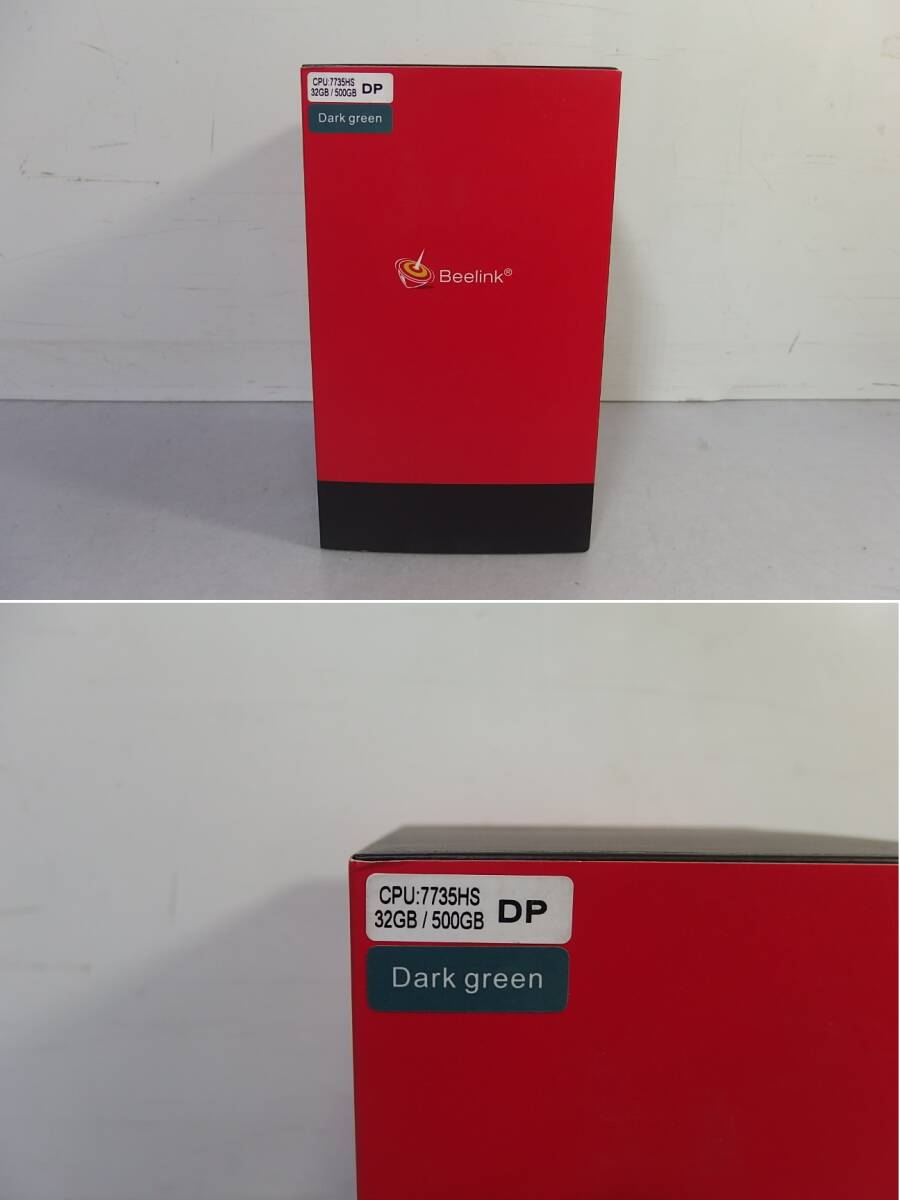 CPU:7735HS
32GB / 500GB DP
Dark green
Beelink®
CPU:7735HS
32GB / 500GB DP
Dark green